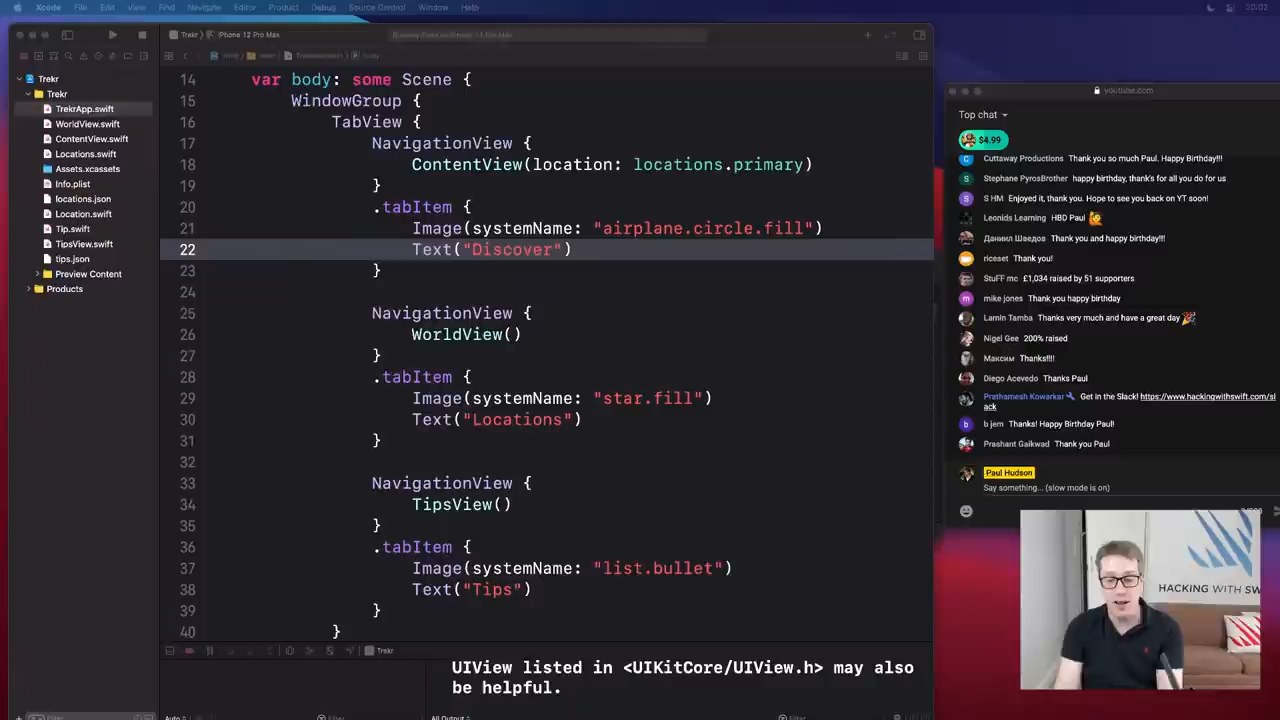 Xcode File Edit View Find Navigate Editor Product Debug Source Control Window Help 20:02
Trekr
iPhone 12 Pro Max
Trekr
Trekr
TrekrApp.swift
WorldView.swift
ContentView.swift
Locations.swift
Assets.xcassets
Info.plist
locations.json
Location.swift
Tip.swift
TipsView.swift
tips.json
Preview Content
Products
14 var body: some Scene {
15 WindowGroup {
16 TabView {
17 NavigationView {
18 ContentView(location: locations.primary)
19 }
20 .tabItem {
21 Image(systemName: "airplane.circle.fill")
22 Text("Discover")
23 }
24
25 NavigationView {
26 WorldView()
27 }
28 .tabItem {
29 Image(systemName: "star.fill")
30 Text("Locations")
31 }
32
33 NavigationView {
34 TipsView()
35 }
36 .tabItem {
37 Image(systemName: "list.bullet")
38 Text("Tips")
39 }
40 }
Trekr
UIView listed in <UIKitCore/UIView.h> may also
be helpful.
Auto
Filter
All Output
Filter
youtube.com
Top chat
$4.99
Cuttaway Productions Thank you so much Paul. Happy Birthday!!!
Stephane PyrosBrother happy birthday, thank's for all you do for us
S HM Enjoyed it, thank you. Hope to see you back on YT soon!
Leonids Learning HBD Paul
Даниил Шведов Thank you and happy birthday!!!
riceset Thank you!
StuFF mc £1,034 raised by 51 supporters
mike jones Thank you happy birthday
Lamin Tamba Thanks very much and have a great day
Nigel Gee 200% raised
Максим Thanks!!!!
Diego Acevedo Thanks Paul
Prathamesh Kowarkar Get in the Slack! https://www.hackingwithswift.com/sl
ack
b jem Thanks! Happy Birthday Paul!
Prashant Gaikwad Thank you Paul
Paul Hudson
Say something... (slow mode is on)
HACKING WITH SW